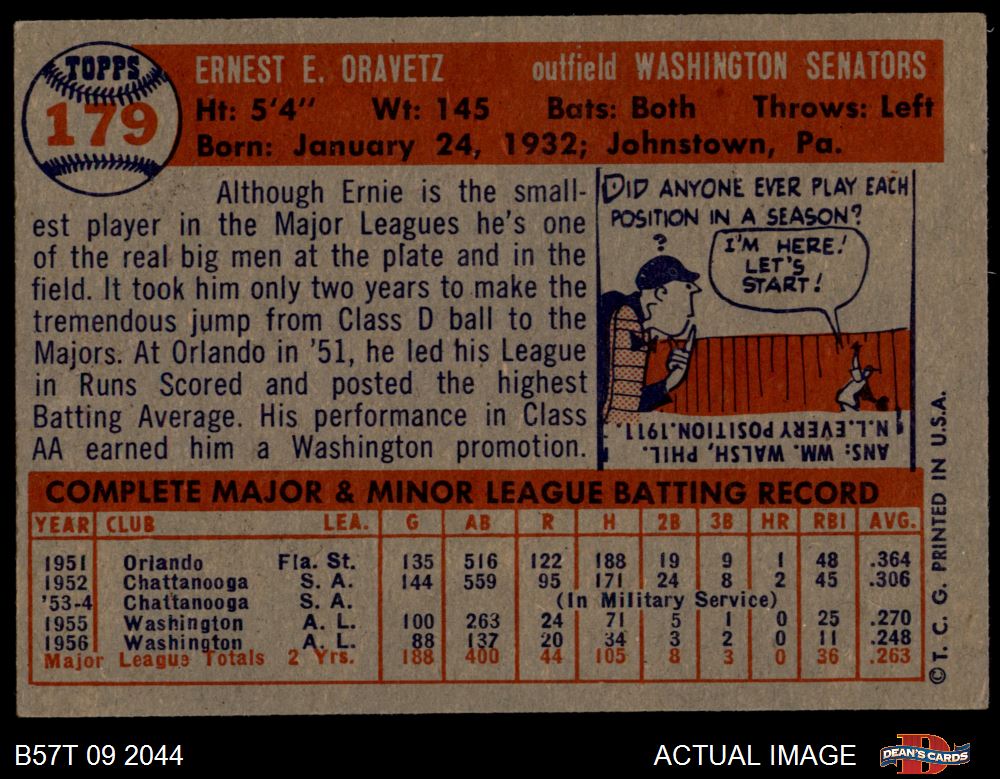 TOPPS
179
ERNEST E. ORAVETZ outfield WASHINGTON SENATORS
Ht: 5'4" Wt: 145 Bats: Both Throws: Left
Born: January 24, 1932; Johnstown, Pa.
Although Ernie is the small-
est player in the Major Leagues he's one
of the real big men at the plate and in the
field. It took him only two years to make the
tremendous jump from Class D ball to the
Majors. At Orlando in '51, he led his League
in Runs Scored and posted the highest
Batting Average. His performance in Class
AA earned him a Washington promotion.
DID ANYONE EVER PLAY EACH
POSITION IN A SEASON?
?
I'M HERE!
LET'S
START!
ANS: WM. WALSH, PHIL.
N.L. EVERY POSITION. 1911.
COMPLETE MAJOR & MINOR LEAGUE BATTING RECORD
YEAR CLUB LEA. G AB R H 2B 3B HR RBI AVG.
1951 Orlando Fla. St. 135 516 122 188 19 9 1 48 .364
1952 Chattanooga S. A. 144 559 95 171 24 8 2 45 .306
'53-4 Chattanooga S. A. (In Military Service)
1955 Washington A. L. 100 263 24 71 5 1 0 25 .270
1956 Washington A. L. 88 137 20 34 3 2 0 11 .248
Major League Totals 2 Yrs. 188 400 44 105 8 3 0 36 .263
© T. C. G. PRINTED IN U.S.A.
B57T 09 2044 ACTUAL IMAGE
DEAN'S CARDS